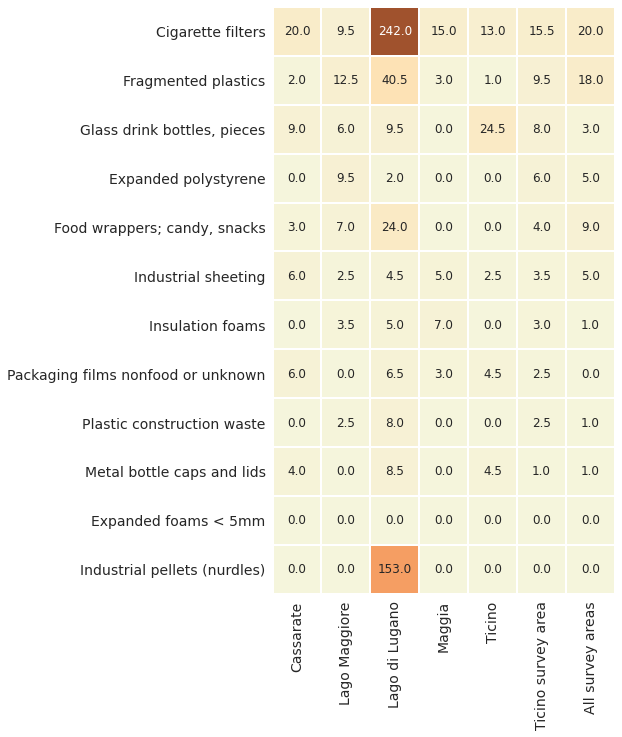 Cigarette filters 20.0 9.5 242.0 15.0 13.0 15.5 20.0
Fragmented plastics 2.0 12.5 40.5 3.0 1.0 9.5 18.0
Glass drink bottles, pieces 9.0 6.0 9.5 0.0 24.5 8.0 3.0
Expanded polystyrene 0.0 9.5 2.0 0.0 0.0 6.0 5.0
Food wrappers; candy, snacks 3.0 7.0 24.0 0.0 0.0 4.0 9.0
Industrial sheeting 6.0 2.5 4.5 5.0 2.5 3.5 5.0
Insulation foams 0.0 3.5 5.0 7.0 0.0 3.0 1.0
Packaging films nonfood or unknown 6.0 0.0 6.5 3.0 4.5 2.5 0.0
Plastic construction waste 0.0 2.5 8.0 0.0 0.0 2.5 1.0
Metal bottle caps and lids 4.0 0.0 8.5 0.0 4.5 1.0 1.0
Expanded foams < 5mm 0.0 0.0 0.0 0.0 0.0 0.0 0.0
Industrial pellets (nurdles) 0.0 0.0 153.0 0.0 0.0 0.0 0.0
Cassarate
Lago Maggiore
Lago di Lugano
Maggia
Ticino
Ticino survey area
All survey areas